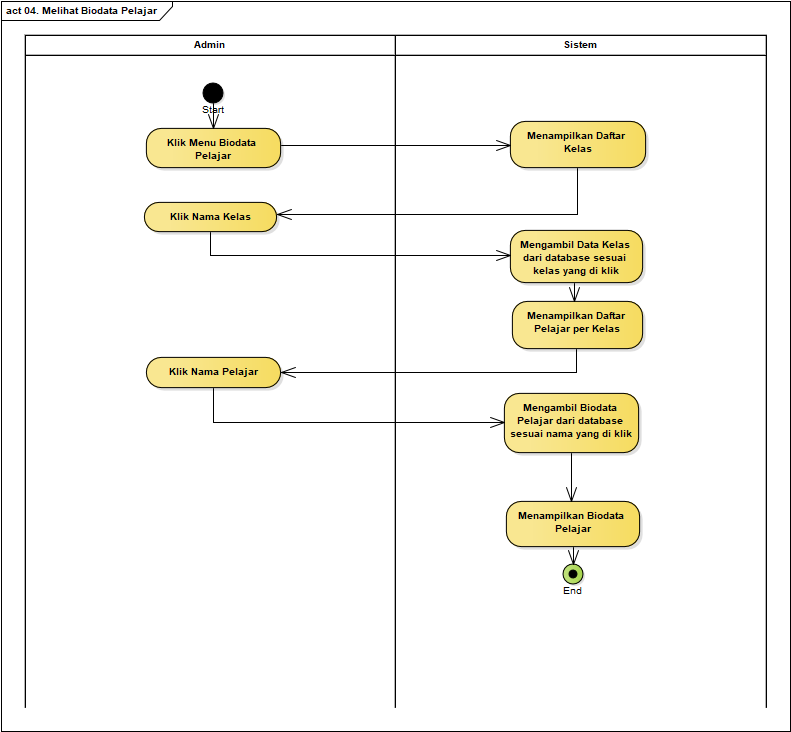 act 04. Melihat Biodata Pelajar
Admin
Sistem
Start
Klik Menu Biodata
Pelajar
Menampilkan Daftar
Kelas
Klik Nama Kelas
Mengambil Data Kelas
dari database sesuai
kelas yang di klik
Menampilkan Daftar
Pelajar per Kelas
Klik Nama Pelajar
Mengambil Biodata
Pelajar dari database
sesuai nama yang di klik
Menampilkan Biodata
Pelajar
End